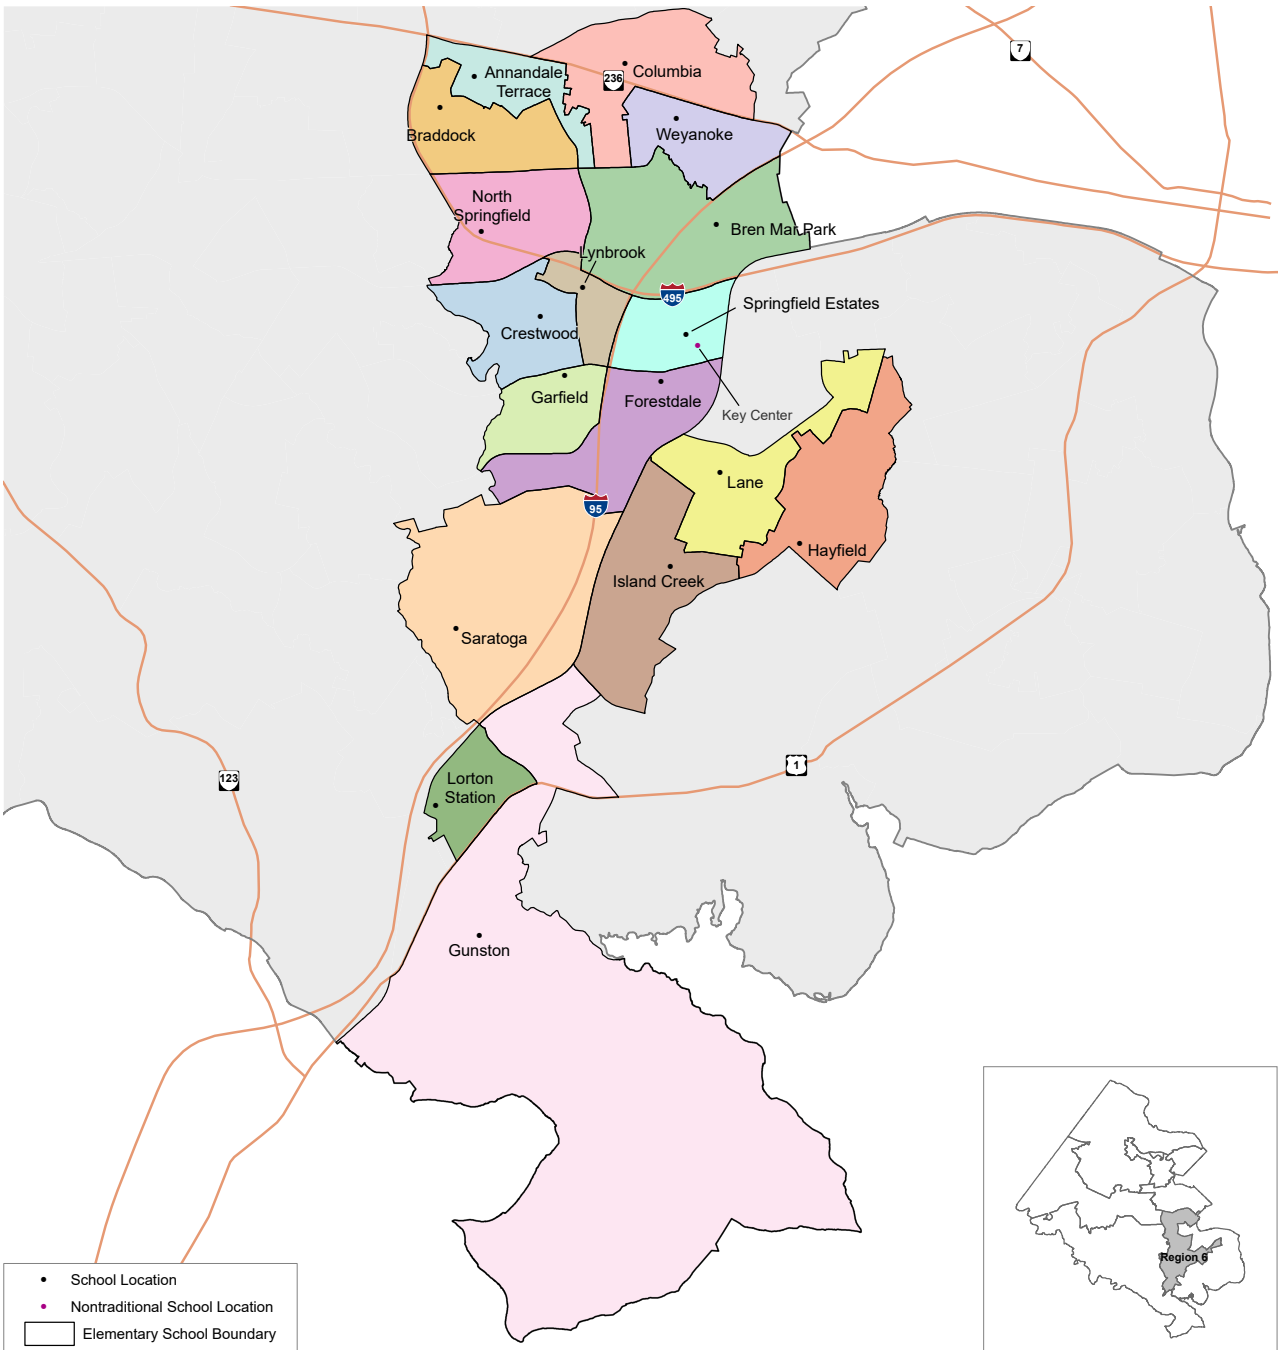 7
Columbia
Annandale
Terrace
236
Braddock
Weyanoke
North
Springfield
Bren Mar Park
Lynbrook
495
Springfield Estates
Crestwood
Garfield
Forestdale
Key Center
Lane
95
Hayfield
Island Creek
Saratoga
1
123
Lorton
Station
Gunston
Region 6
School Location
Nontraditional School Location
Elementary School Boundary